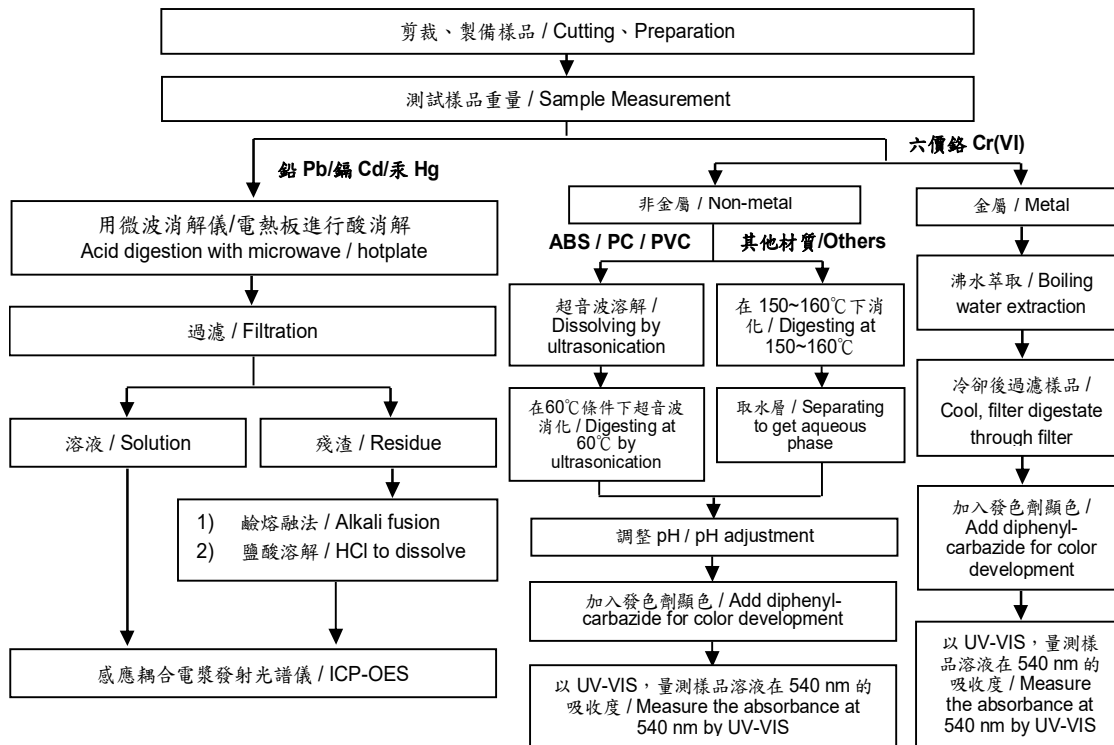 剪裁、製備樣品 / Cutting、Preparation
測試樣品重量 / Sample Measurement
鉛 Pb/鎘 Cd/汞 Hg
用微波消解儀/電熱板進行酸消解
Acid digestion with microwave / hotplate
過濾 / Filtration
溶液 / Solution
殘渣 / Residue
1) 鹼熔融法 / Alkali fusion
2) 鹽酸溶解 / HCl to dissolve
感應耦合電漿發射光譜儀 / ICP-OES
六價鉻 Cr(VI)
非金屬 / Non-metal
ABS / PC / PVC
超音波溶解 /
Dissolving by
ultrasonication
在60℃條件下超音波
消化 / Digesting at
60℃ by
ultrasonication
其他材質/Others
在 150~160℃下消
化 / Digesting at
150~160℃
取水層 / Separating
to get aqueous
phase
調整 pH / pH adjustment
加入發色劑顯色 / Add diphenyl-
carbazide for color development
以 UV-VIS，量測樣品溶液在 540 nm 的
吸收度 / Measure the absorbance at
540 nm by UV-VIS
金屬 / Metal
沸水萃取 / Boiling
water extraction
冷卻後過濾樣品 /
Cool, filter digestate
through filter
加入發色劑顯色 /
Add diphenyl-
carbazide for color
development
以 UV-VIS，量測樣
品溶液在 540 nm 的
吸收度 / Measure
the absorbance at
540 nm by UV-VIS